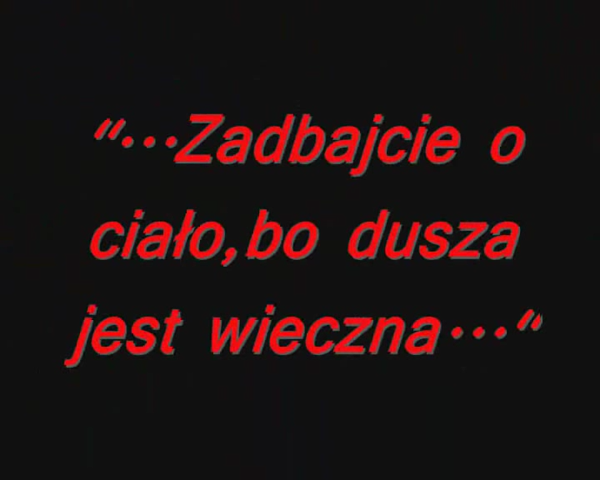 “...Zadbajcie o
ciało,bo dusza
jest wieczna...“